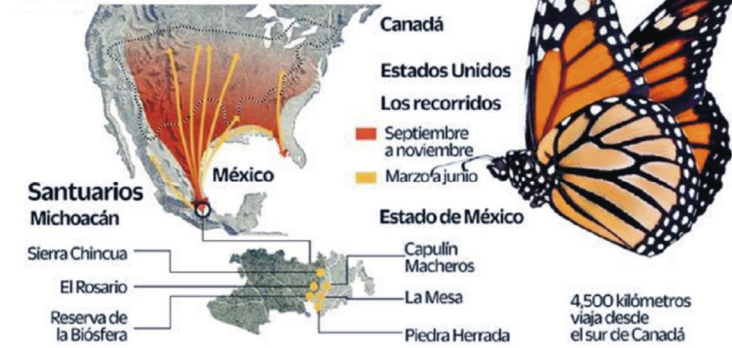 Canadá
Estados Unidos
Los recorridos
Septiembre
a noviembre
Marzo a junio
México
Santuarios
Michoacán
Sierra Chincua
El Rosario
Reserva de
la Biósfera
Estado de México
Capulín
Macheros
La Mesa
Piedra Herrada
4,500 kilómetros
viaja desde
el sur de Canadá